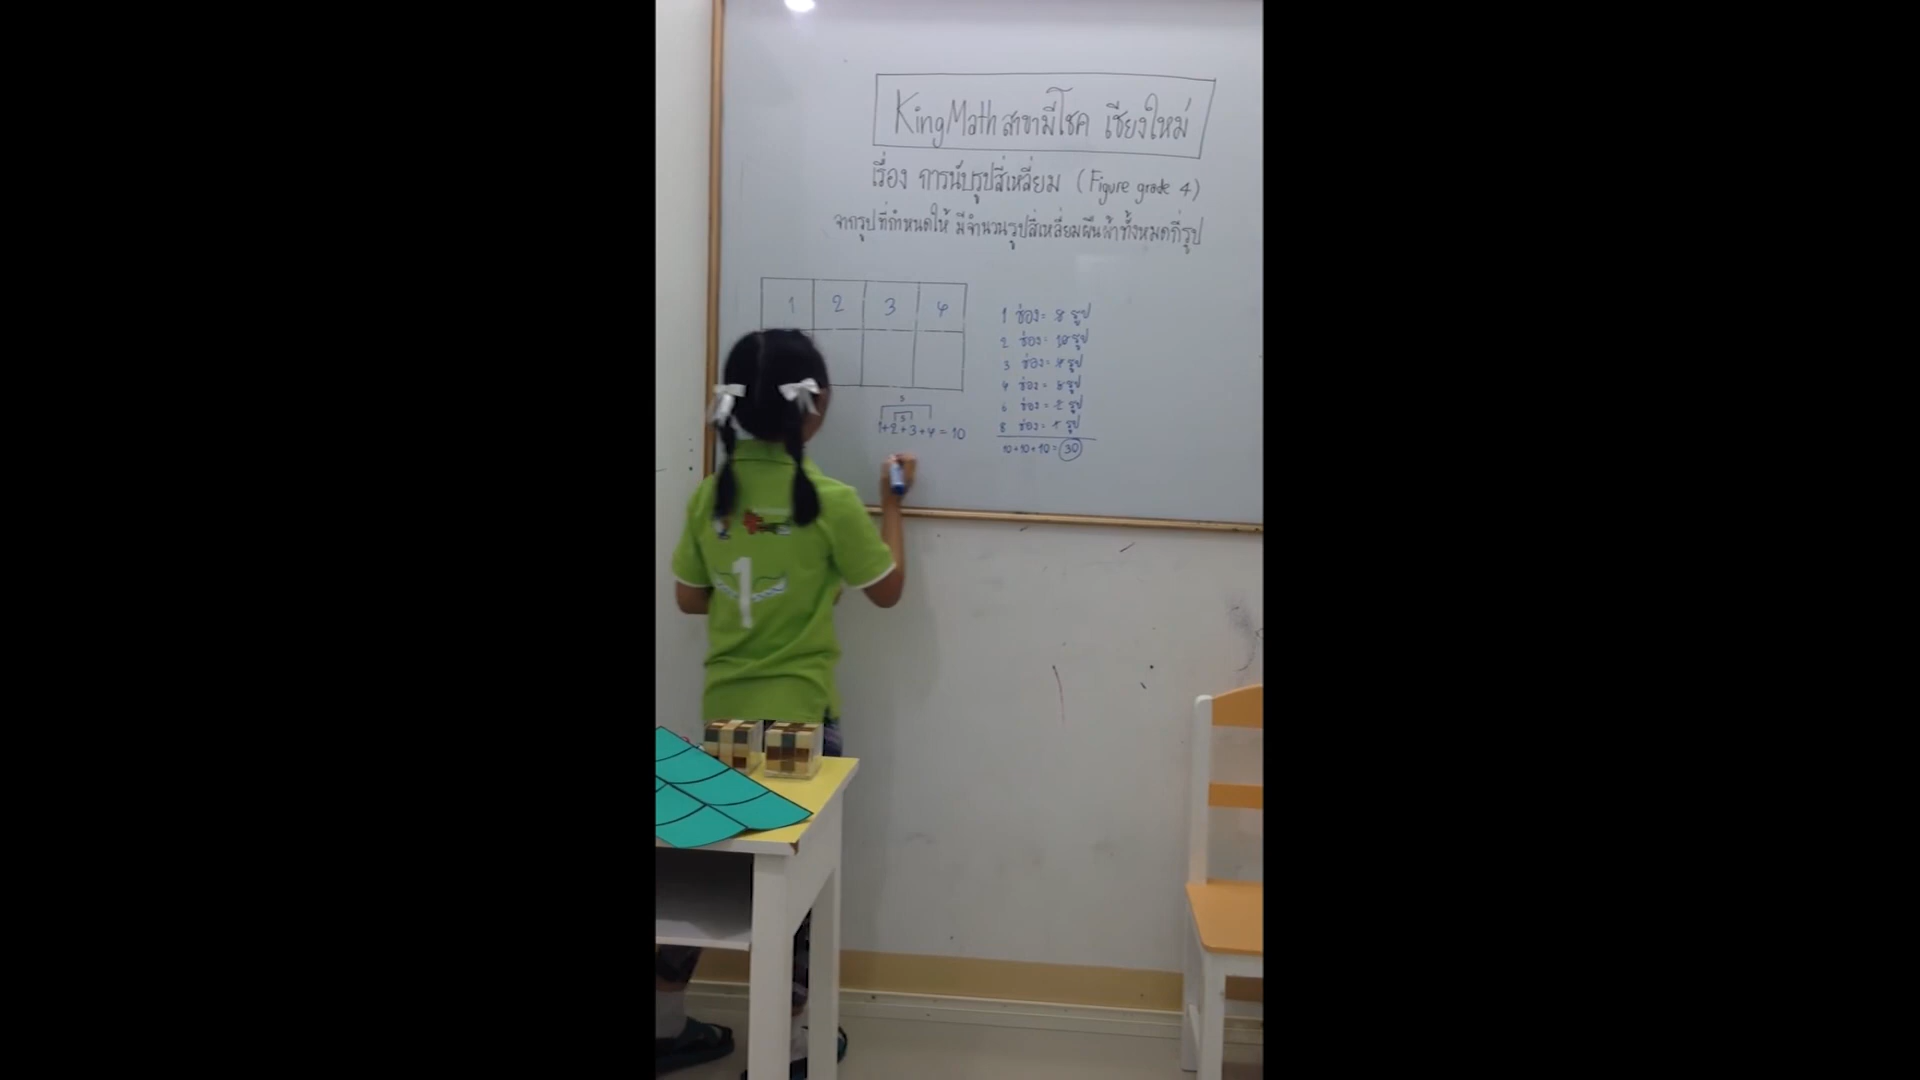 KingMath สาขามีโชค เชียงใหม่
เรื่อง การนับรูปสี่เหลี่ยม (Figure grade 4)
จากรูปที่กำหนดให้ มีจำนวนรูปสี่เหลี่ยมผืนผ้าทั้งหมดกี่รูป
1 2 3 4
5
5
1+2+3+4=10
1 ช่อง = 8 รูป
2 ช่อง = 10 รูป
3 ช่อง = 4 รูป
4 ช่อง = 5 รูป
6 ช่อง = 2 รูป
8 ช่อง = 1 รูป
10+10+10=30
1